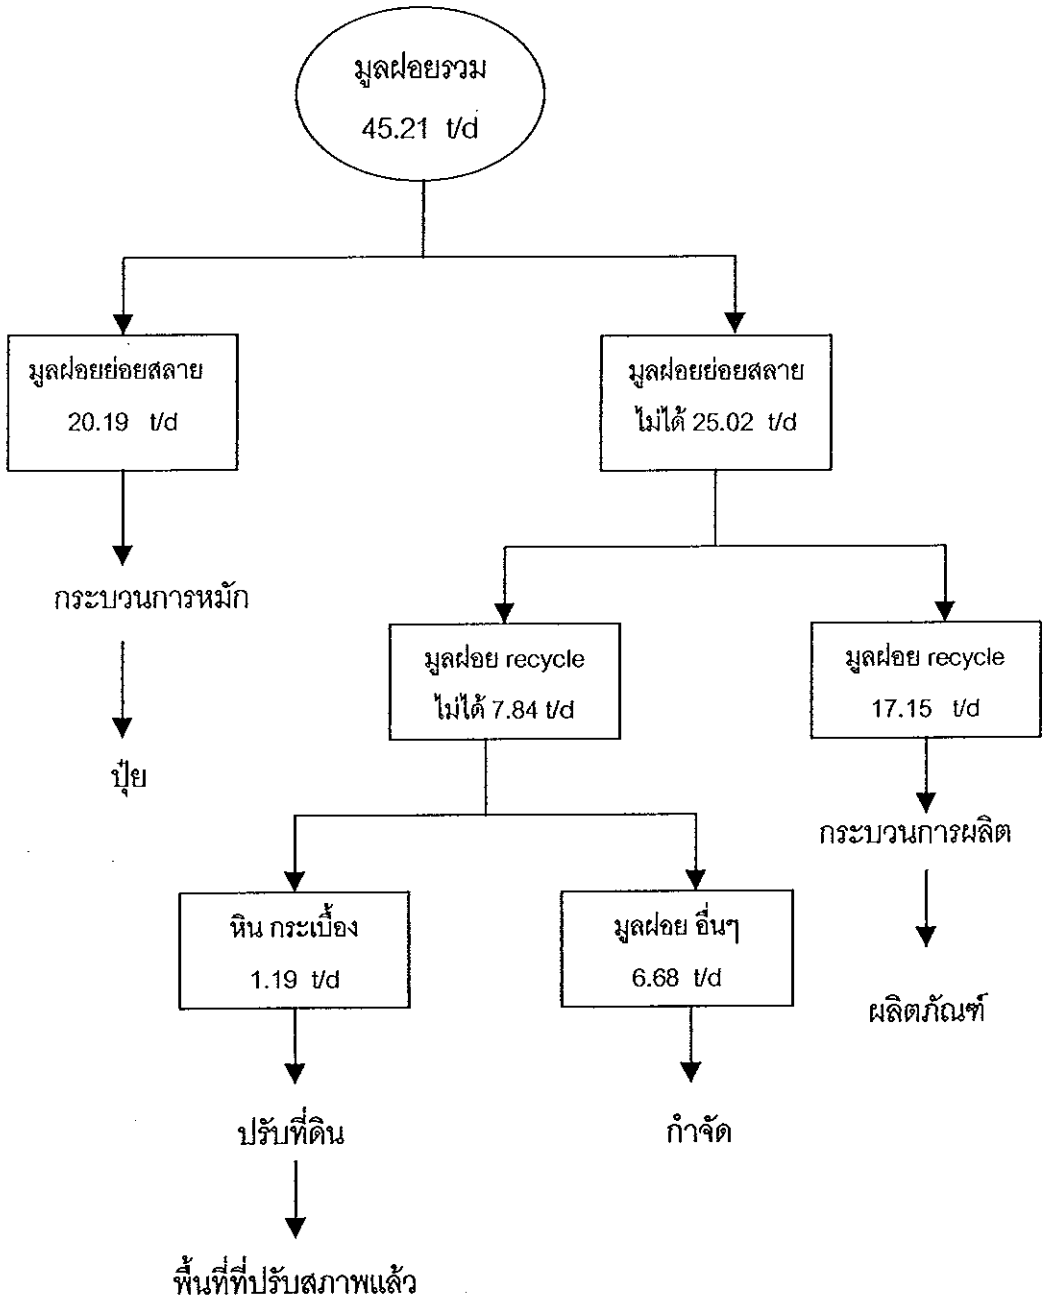 มูลฝอยรวม
45.21 t/d
มูลฝอยย่อยสลาย
20.19 t/d
มูลฝอยย่อยสลาย
ไม่ได้ 25.02 t/d
กระบวนการหมัก
ปุ๋ย
มูลฝอย recycle
ไม่ได้ 7.84 t/d
มูลฝอย recycle
17.15 t/d
กระบวนการผลิต
ผลิตภัณฑ์
หิน กระเบื้อง
1.19 t/d
มูลฝอย อื่นๆ
6.68 t/d
ปรับที่ดิน
กำจัด
พื้นที่ที่ปรับสภาพแล้ว